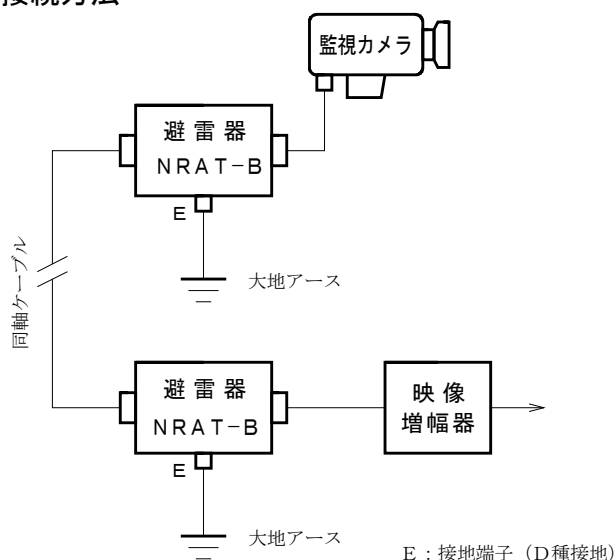 接続方法
監視カメラ
避雷器
NRAT-B
E
大地アース
同軸ケーブル
避雷器
NRAT-B
E
大地アース
映像
増幅器
E:接地端子(D種接地)